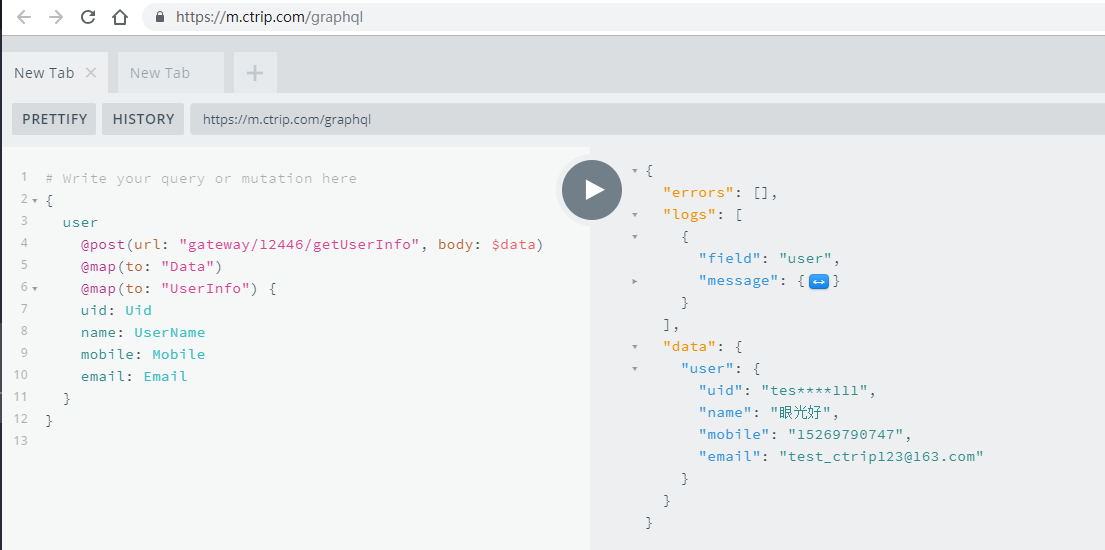 https://m.ctrip.com/graphql
New Tab
New Tab
PRETTIFY
HISTORY
https://m.ctrip.com/graphql
1 # Write your query or mutation here
2 {
3 user
4 @post(url: "gateway/12446/getUserInfo", body: $data)
5 @map(to: "Data")
6 @map(to: "UserInfo") {
7 uid: Uid
8 name: UserName
9 mobile: Mobile
10 email: Email
11 }
12 }
13
{
"errors": [],
"logs": [
{
"field": "user",
"message": {↔}
}
],
"data": {
"user": {
"uid": "tes****111",
"name": "眼光好",
"mobile": "15269790747",
"email": "test_ctrip123@163.com"
}
}
}